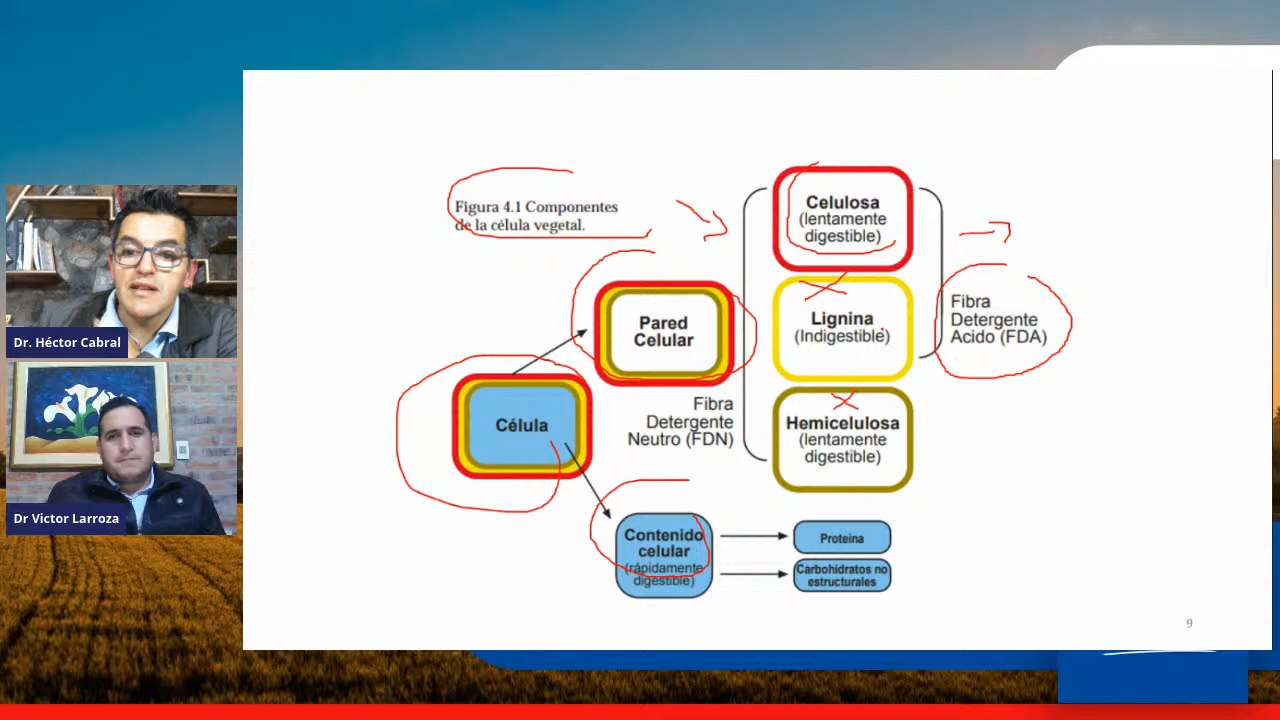 Figura 4.1 Componentes
de la célula vegetal.
Celulosa
(lentamente
digestible)
Pared
Celular
Lignina
(Indigestible)
Fibra
Detergente
Acido (FDA)
Célula
Fibra
Detergente
Neutro (FDN)
Hemicelulosa
(lentamente
digestible)
Contenido
celular
(rápidamente
digestible)
Proteína
Carbohidratos no
estructurales
9
Dr. Héctor Cabral
Dr Victor Larroza